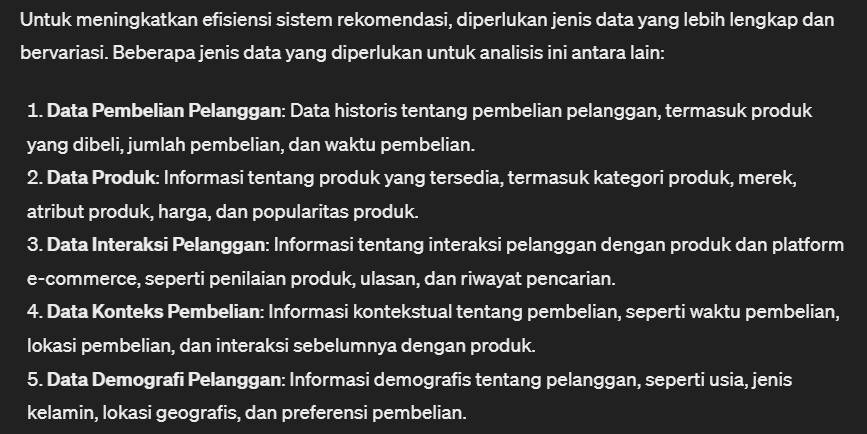 Untuk meningkatkan efisiensi sistem rekomendasi, diperlukan jenis data yang lebih lengkap dan
bervariasi. Beberapa jenis data yang diperlukan untuk analisis ini antara lain:
1. Data Pembelian Pelanggan: Data historis tentang pembelian pelanggan, termasuk produk
yang dibeli, jumlah pembelian, dan waktu pembelian.
2. Data Produk: Informasi tentang produk yang tersedia, termasuk kategori produk, merek,
atribut produk, harga, dan popularitas produk.
3. Data Interaksi Pelanggan: Informasi tentang interaksi pelanggan dengan produk dan platform
e-commerce, seperti penilaian produk, ulasan, dan riwayat pencarian.
4. Data Konteks Pembelian: Informasi kontekstual tentang pembelian, seperti waktu pembelian,
lokasi pembelian, dan interaksi sebelumnya dengan produk.
5. Data Demografi Pelanggan: Informasi demografis tentang pelanggan, seperti usia, jenis
kelamin, lokasi geografis, dan preferensi pembelian.